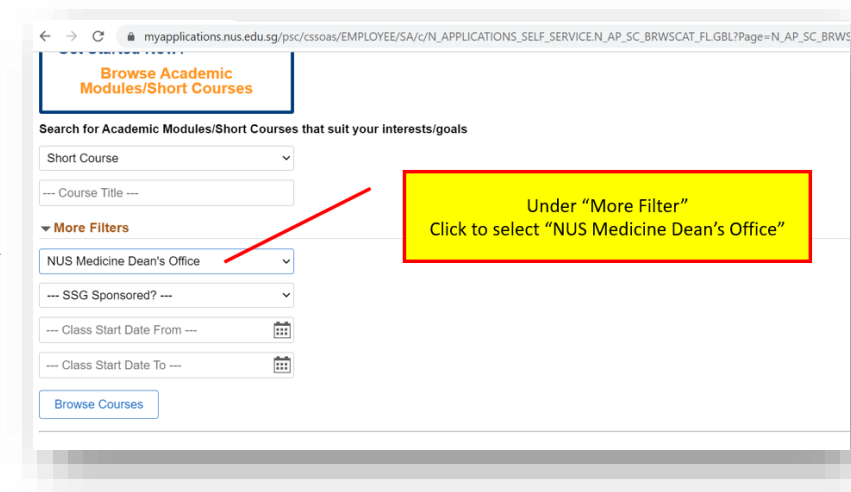 myapplications.nus.edu.sg/psc/cssoas/EMPLOYEE/SA/c/N_APPLICATIONS_SELF_SERVICE.N_AP_SC_BRWSCAT_FL.GBL?Page=N_AP_SC_BRWS
Get Started Now!
Browse Academic
Modules/Short Courses
Search for Academic Modules/Short Courses that suit your interests/goals
Short Course
--- Course Title ---
More Filters
NUS Medicine Dean's Office
--- SSG Sponsored? ---
--- Class Start Date From ---
--- Class Start Date To ---
Browse Courses
Under “More Filter”
Click to select “NUS Medicine Dean’s Office”